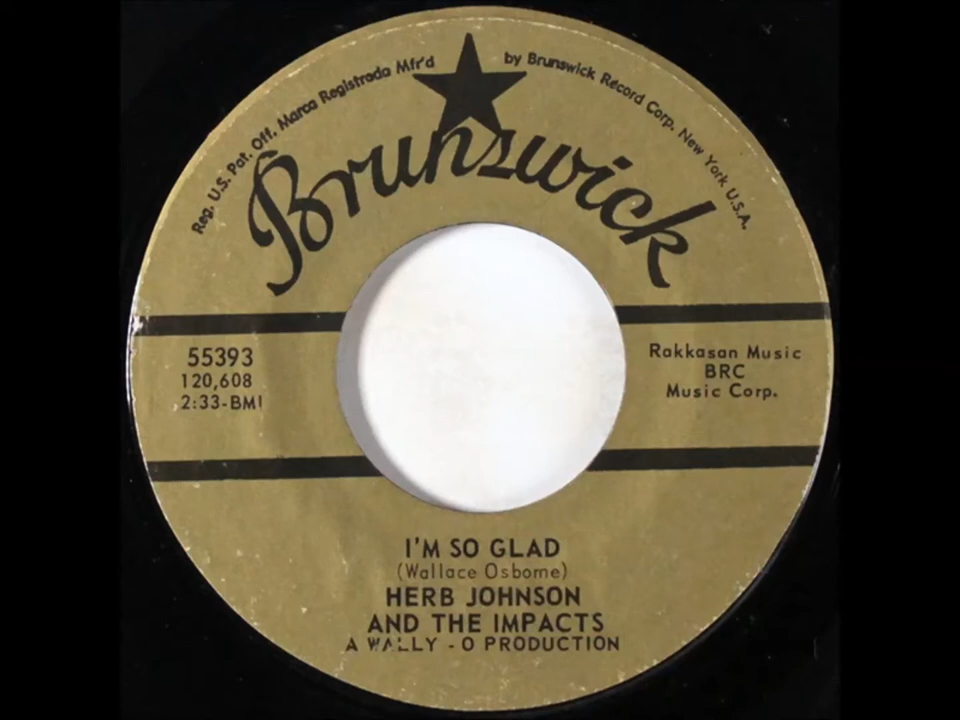 Reg. U.S. Pat. Off. Marca Registrada Mfr'd by Brunswick Record Corp. New York U.S.A.
Brunswick
55393
120,608
2:33-BMI
Rakkasan Music
BRC
Music Corp.
I'M SO GLAD
(Wallace Osborne)
HERB JOHNSON
AND THE IMPACTS
A WALLY - O PRODUCTION